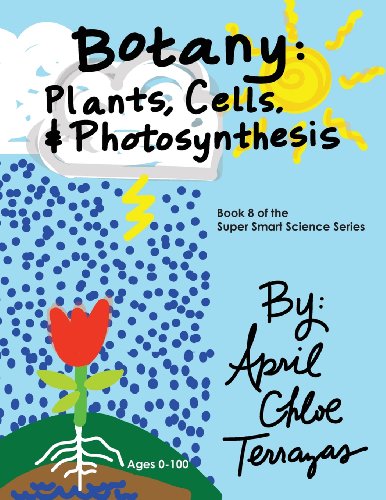 Botany:
Plants, Cells,
& Photosynthesis
Book 8 of the
Super Smart Science Series
By:
April
Chloe
Terrazas
Ages 0-100